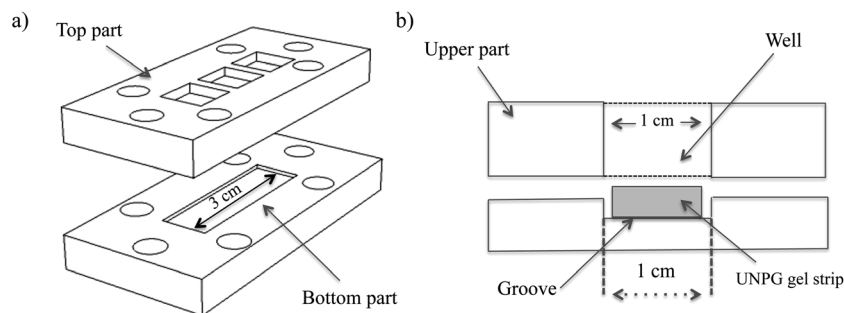 a)
Top part
3 cm
Bottom part
b)
Upper part
Well
1 cm
1 cm
Groove
UNPG gel strip